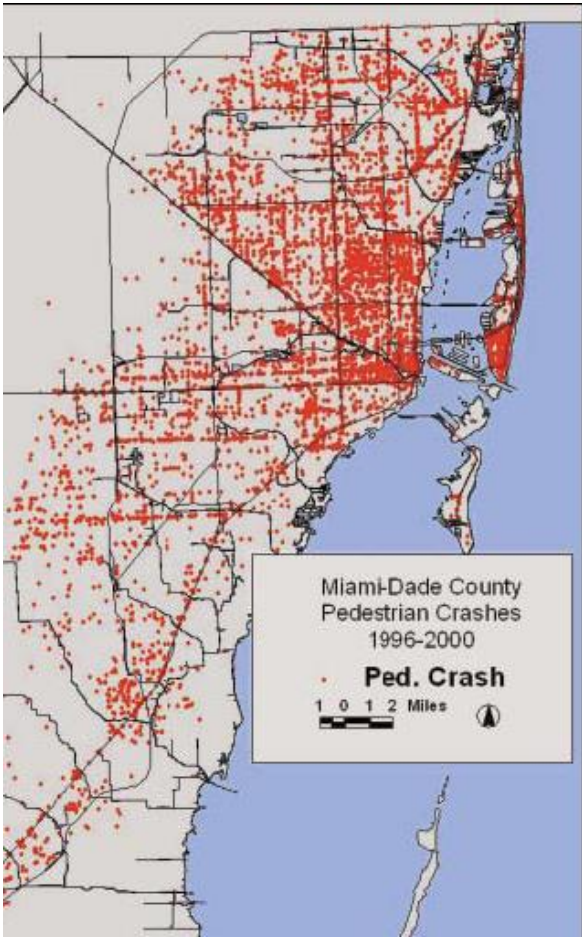 Miami-Dade County
Pedestrian Crashes
1996-2000
Ped. Crash
1 0 1 2 Miles